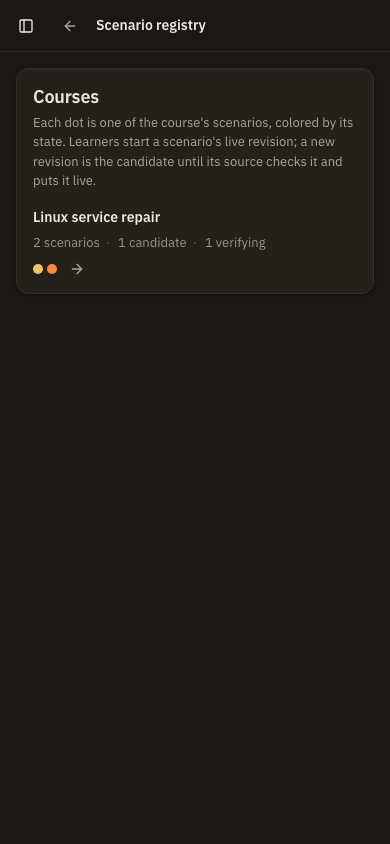 Scenario registry
Courses
Each dot is one of the course's scenarios, colored by its
state. Learners start a scenario's live revision; a new
revision is the candidate until its source checks it and
puts it live.
Linux service repair
2 scenarios · 1 candidate · 1 verifying